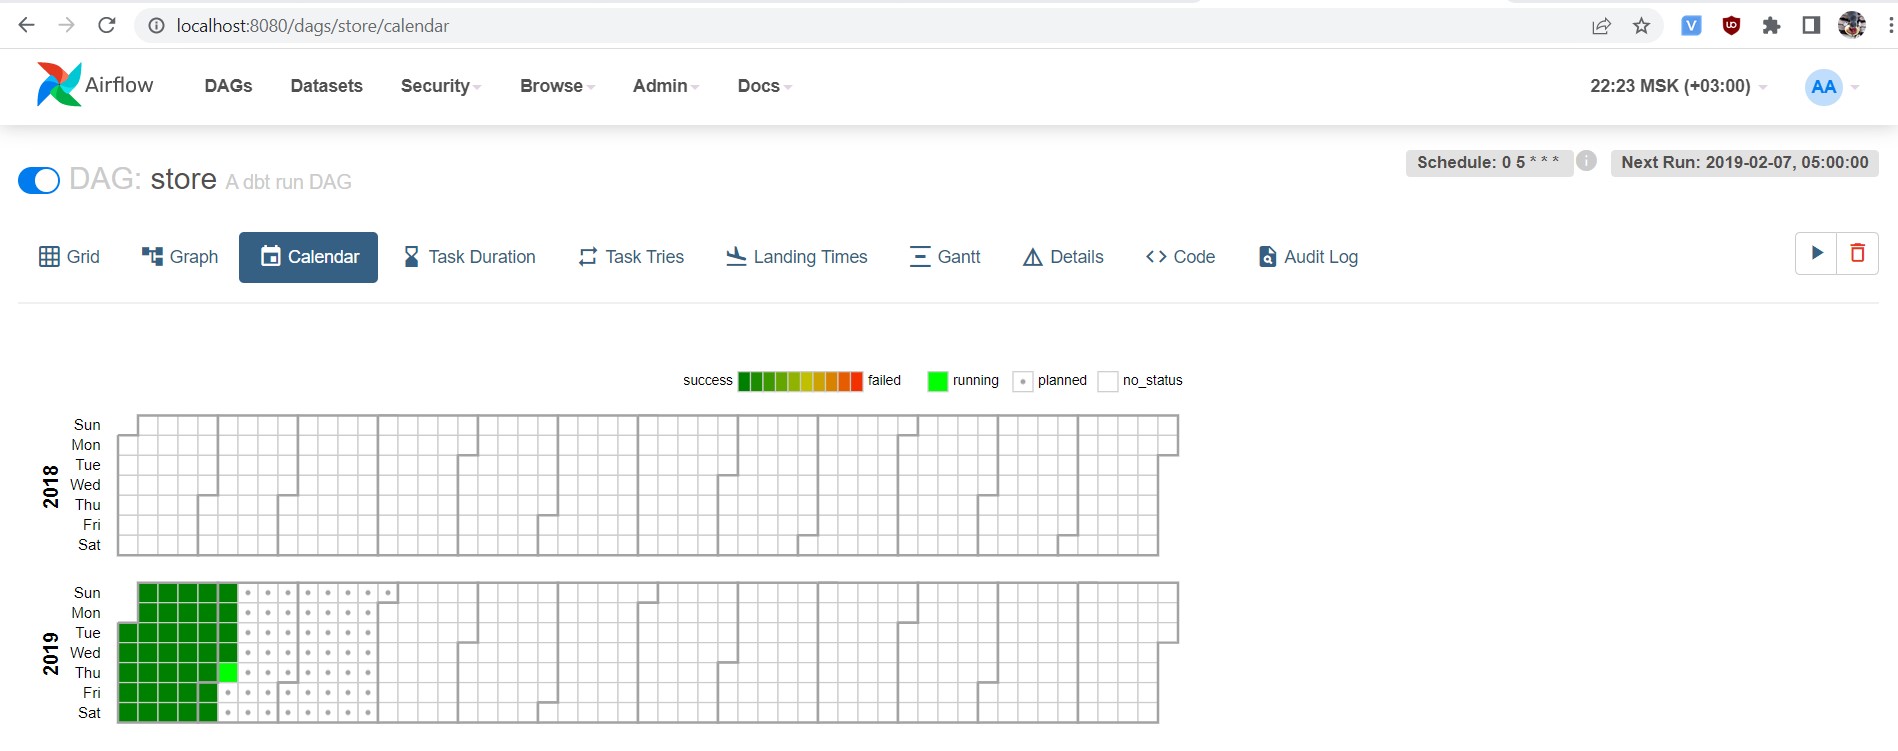 localhost:8080/dags/store/calendar
Airflow DAGs Datasets Security Browse Admin Docs 22:23 MSK (+03:00) AA
DAG: store A dbt run DAG Schedule: 0 5 * * * i Next Run: 2019-02-07, 05:00:00
Grid Graph Calendar Task Duration Task Tries Landing Times Gantt Details Code Audit Log
success failed running planned no_status
2018
Sun
Mon
Tue
Wed
Thu
Fri
Sat
2019
Sun
Mon
Tue
Wed
Thu
Fri
Sat